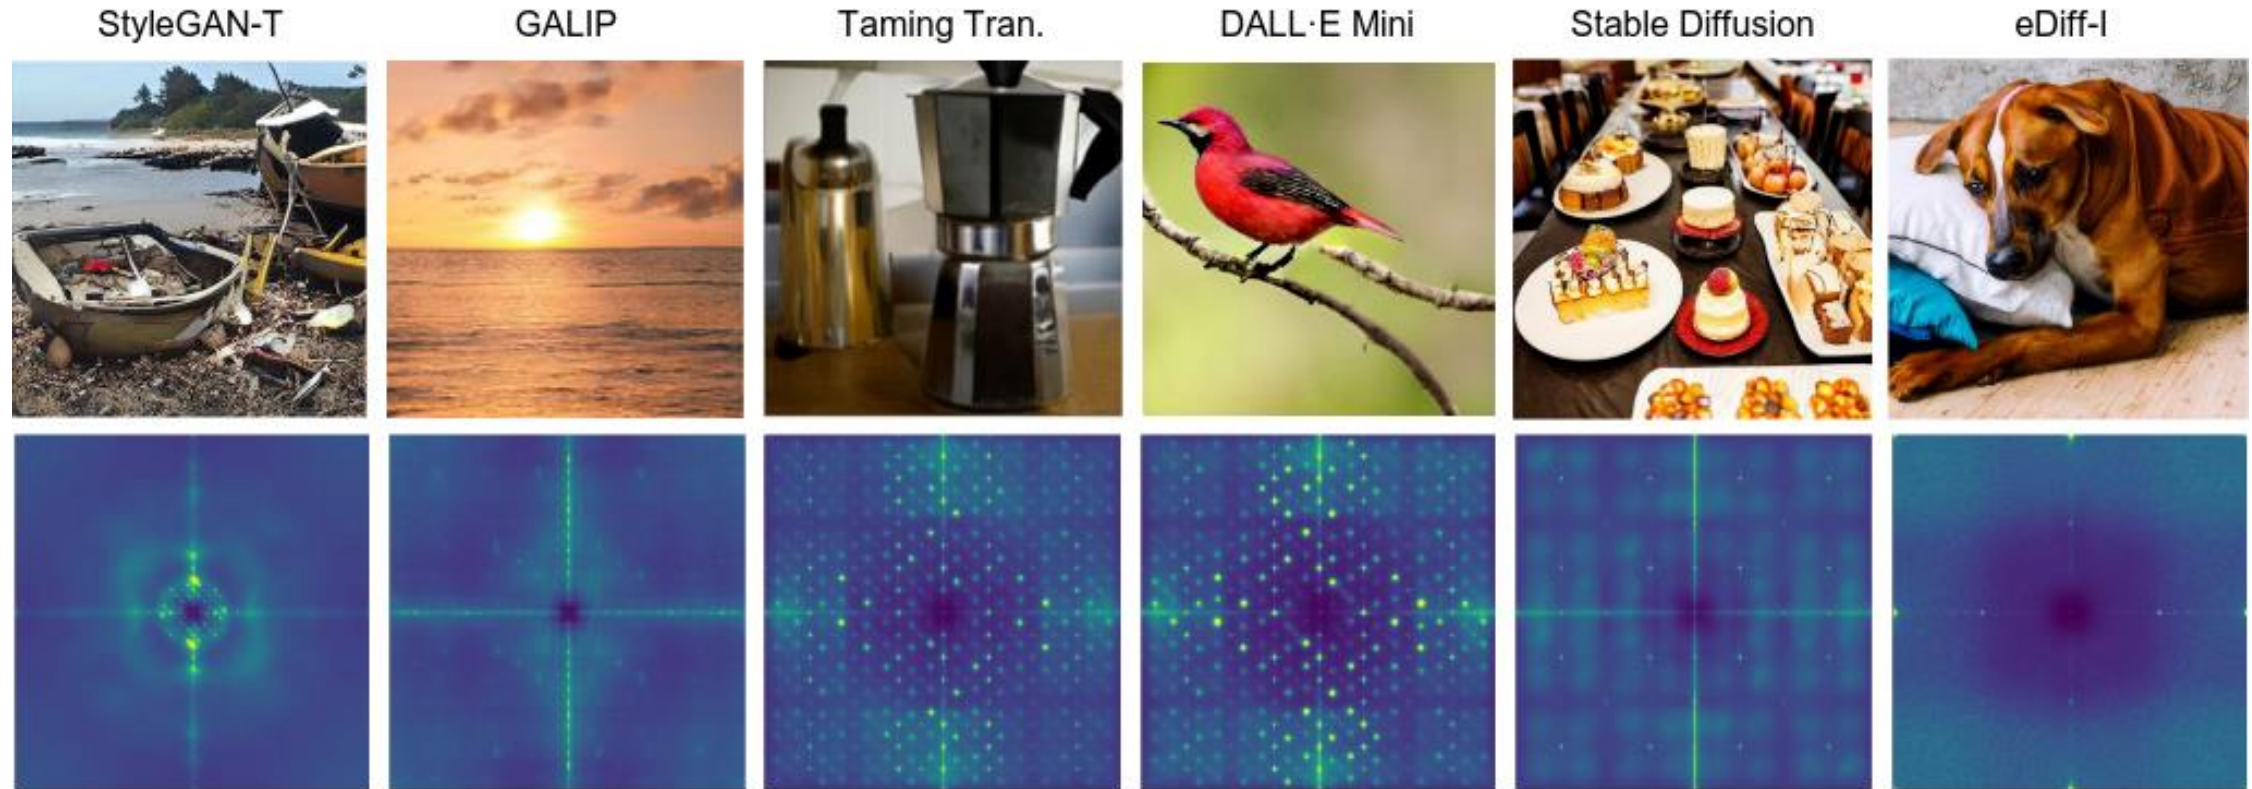 StyleGAN-T
GALIP
Taming Tran.
DALL·E Mini
Stable Diffusion
eDiff-I